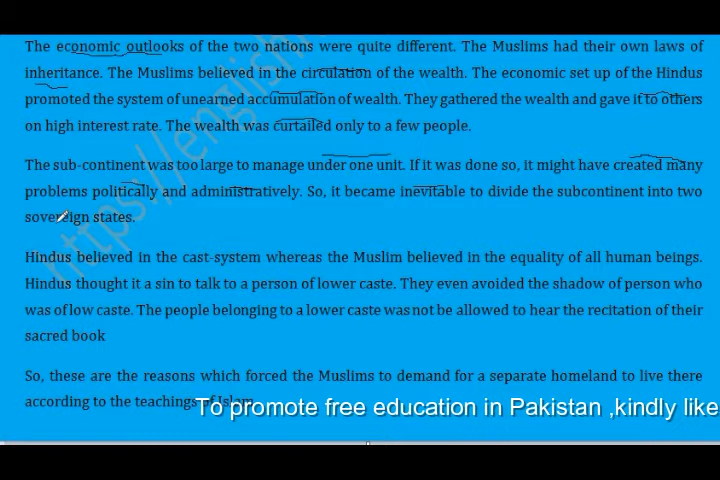 The economic outlooks of the two nations were quite different. The Muslims had their own laws of
inheritance. The Muslims believed in the circulation of the wealth. The economic set up of the Hindus
promoted the system of unearned accumulation of wealth. They gathered the wealth and gave it to others
on high interest rate. The wealth was curtailed only to a few people.
The sub-continent was too large to manage under one unit. If it was done so, it might have created many
problems politically and administratively. So, it became inevitable to divide the subcontinent into two
sovereign states.
Hindus believed in the cast-system whereas the Muslim believed in the equality of all human beings.
Hindus thought it a sin to talk to a person of lower caste. They even avoided the shadow of person who
was of low caste. The people belonging to a lower caste was not be allowed to hear the recitation of their
sacred book
So, these are the reasons which forced the Muslims to demand for a separate homeland to live there
according to the teachings of Islam
To promote free education in Pakistan ,kindly like
https://english